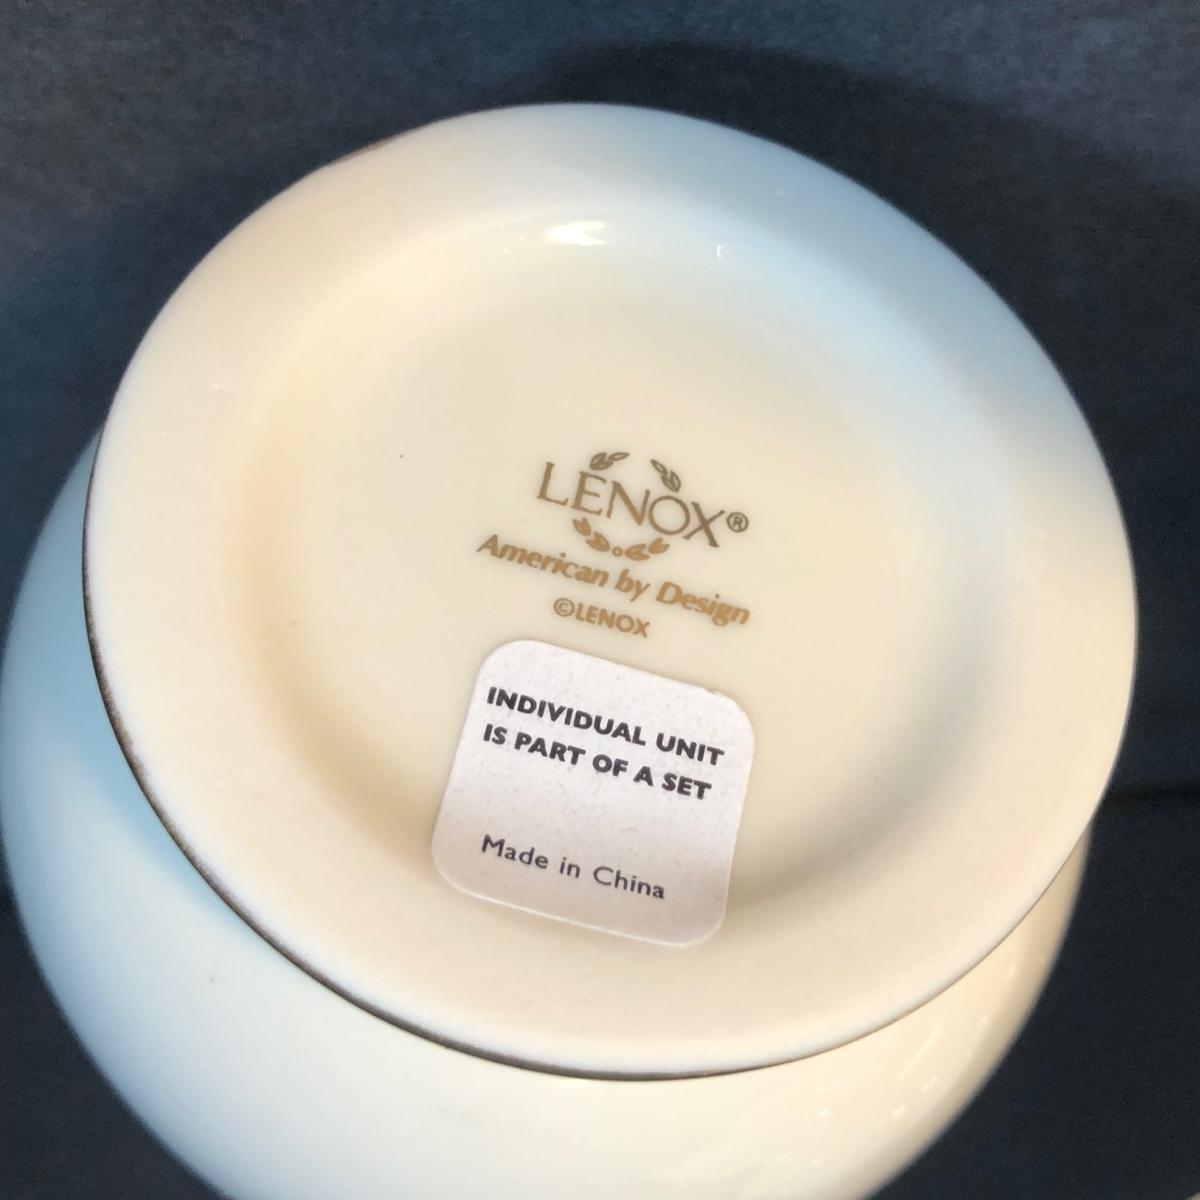 LENOX®
American by Design
©LENOX
INDIVIDUAL UNIT
IS PART OF A SET
Made in China